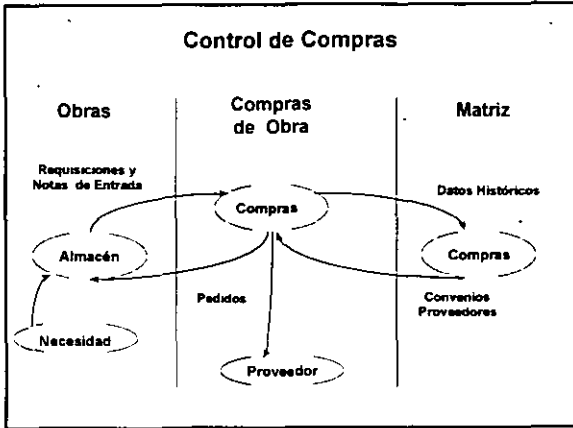 Control de Compras
Obras
Compras
de Obra
Matriz
Requisiciones y
Notas de Entrada
Datos Históricos
Compras
Almacén
Compras
Pedidos
Convenios
Proveedores
Necesidad
Proveedor